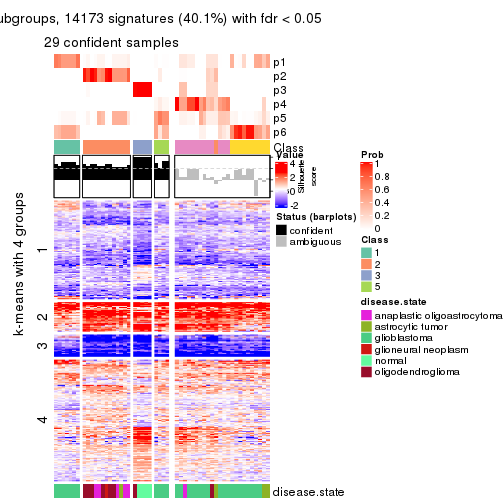 ubgroups, 14173 signatures (40.1%) with fdr < 0.05
29 confident samples
p1
p2
p3
p4
p5
p6
Class
k-means with 4 groups
1
2
3
4
Value
4
2
0
-2
Silhouette
score
Status (barplots)
confident
ambiguous
Prob
1
0.8
0.6
0.4
0.2
0
Class
1
2
3
5
disease.state
anaplastic oligoastrocytoma
astrocytic tumor
glioblastoma
glioneural neoplasm
normal
oligodendroglioma
disease.state